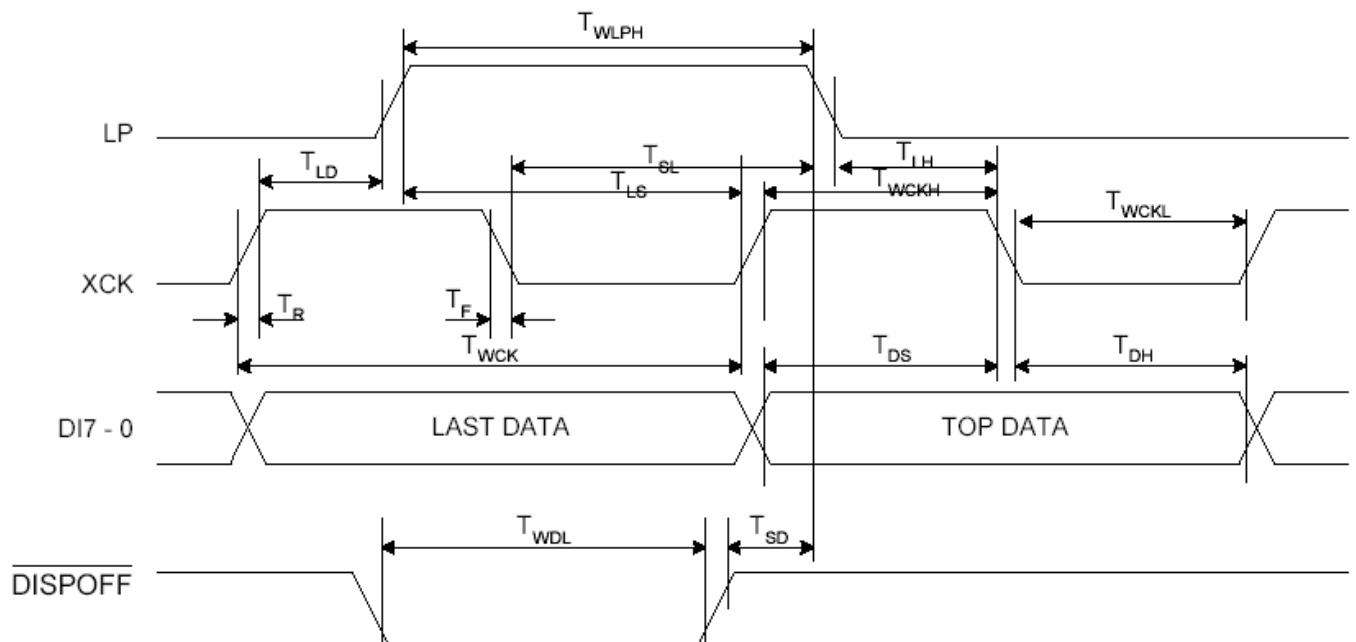 TWLPH
LP
TLD
TSL
TLH
TLS
TWCKH
TWCKL
XCK
TR
TF
TWCK
TDS
TDH
DI7 - 0
LAST DATA
TOP DATA
TWDL
TSD
DISPOFF